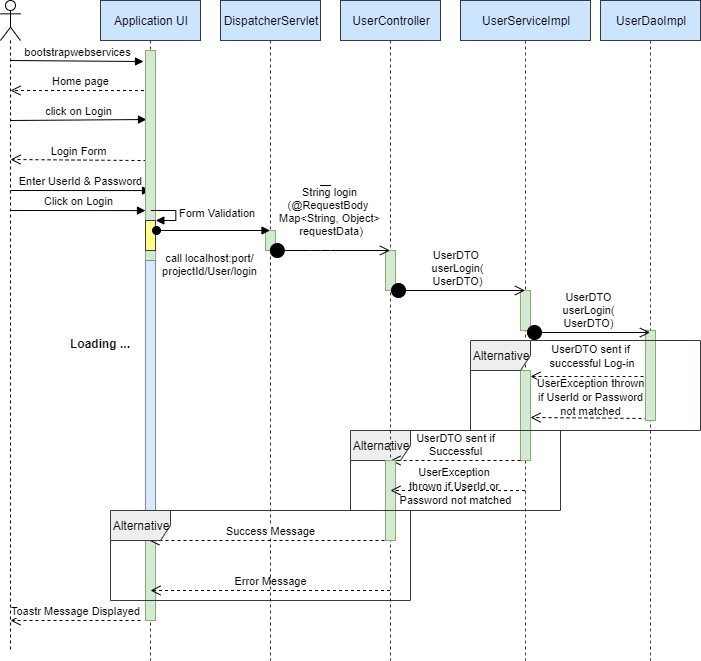 Application UI
DispatcherServlet
UserController
UserServiceImpl
UserDaoImpl
bootstrapwebservices
Home page
click on Login
Login Form
Enter UserId & Password
Click on Login
Form Validation
call localhost:port/
projectId/User/login
String login
(@RequestBody
Map<String, Object>
requestData)
UserDTO
userLogin(
UserDTO)
UserDTO
userLogin(
UserDTO)
Loading ...
Alternative
UserDTO sent if
successful Log-in
UserException thrown
if UserId or Password
not matched
Alternative
UserDTO sent if
Successful
UserException
thrown if UserId or
Password not matched
Alternative
Success Message
Error Message
Toastr Message Displayed